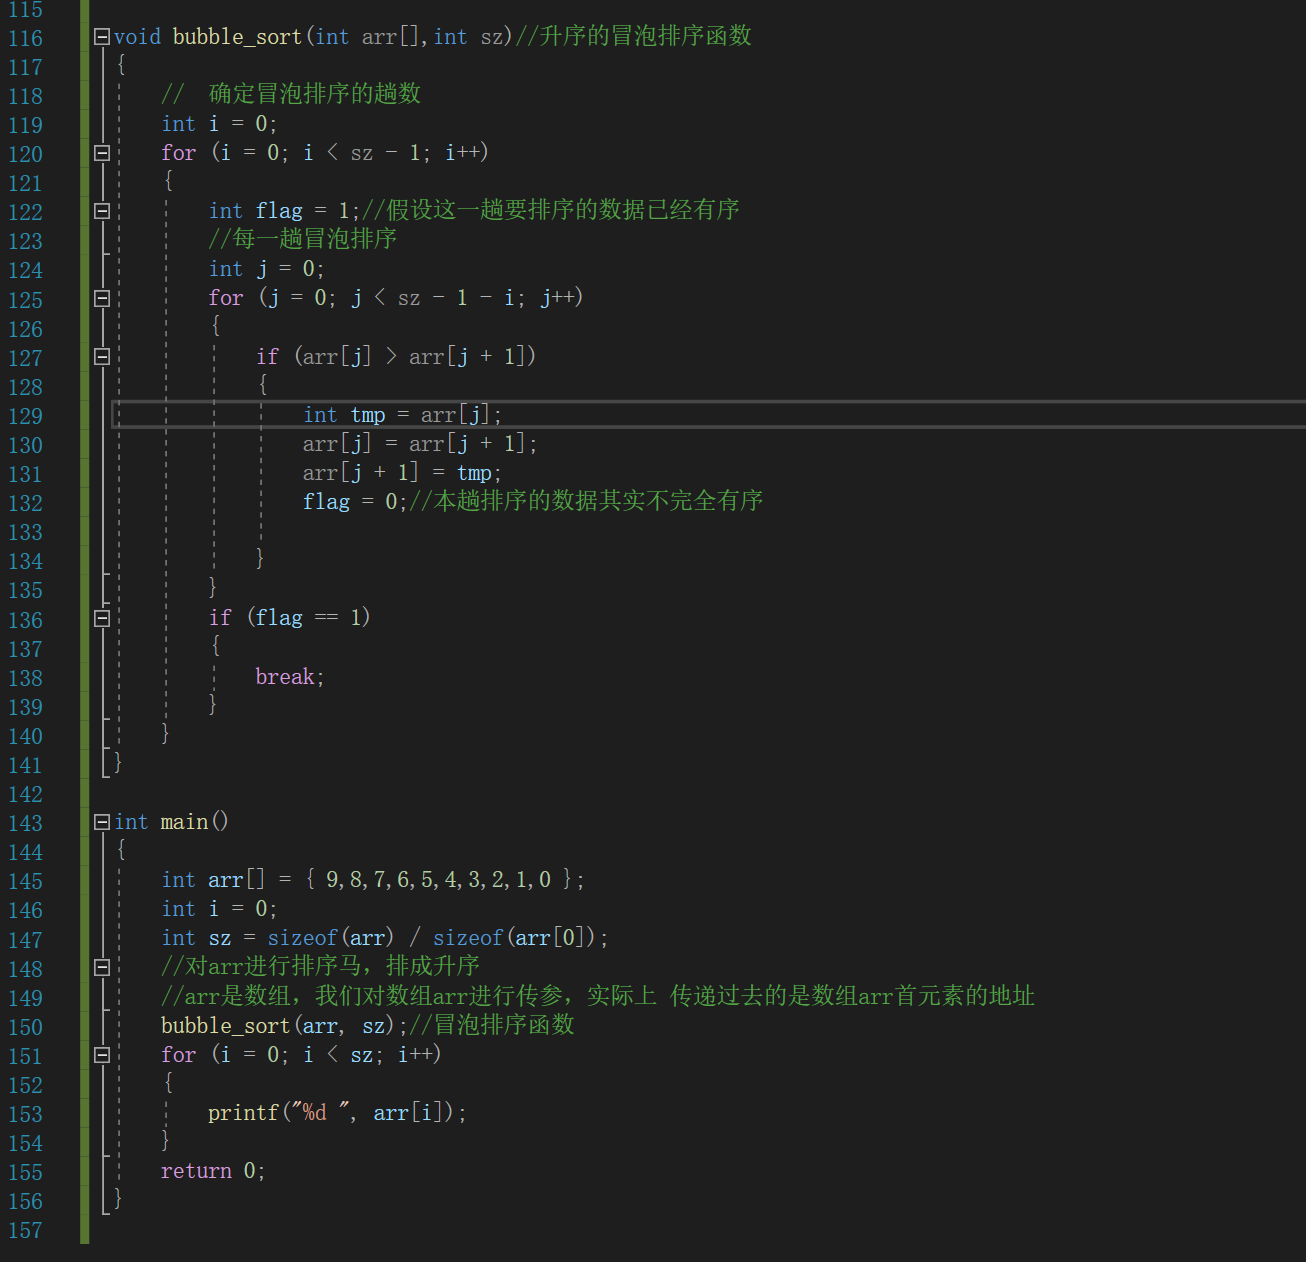 115
116 void bubble_sort(int arr[],int sz)//升序的冒泡排序函数
117 {
118 // 确定冒泡排序的趟数
119 int i = 0;
120 for (i = 0; i < sz - 1; i++)
121 {
122 int flag = 1;//假设这一趟要排序的数据已经有序
123 //每一趟冒泡排序
124 int j = 0;
125 for (j = 0; j < sz - 1 - i; j++)
126 {
127 if (arr[j] > arr[j + 1])
128 {
129 int tmp = arr[j];
130 arr[j] = arr[j + 1];
131 arr[j + 1] = tmp;
132 flag = 0;//本趟排序的数据其实不完全有序
133
134 }
135 }
136 if (flag == 1)
137 {
138 break;
139 }
140 }
141 }
142
143 int main()
144 {
145 int arr[] = { 9,8,7,6,5,4,3,2,1,0 };
146 int i = 0;
147 int sz = sizeof(arr) / sizeof(arr[0]);
148 //对arr进行排序马，排成升序
149 //arr是数组，我们对数组arr进行传参，实际上 传递过去的是数组arr首元素的地址
150 bubble_sort(arr, sz);//冒泡排序函数
151 for (i = 0; i < sz; i++)
152 {
153 printf("%d ", arr[i]);
154 }
155 return 0;
156 }
157